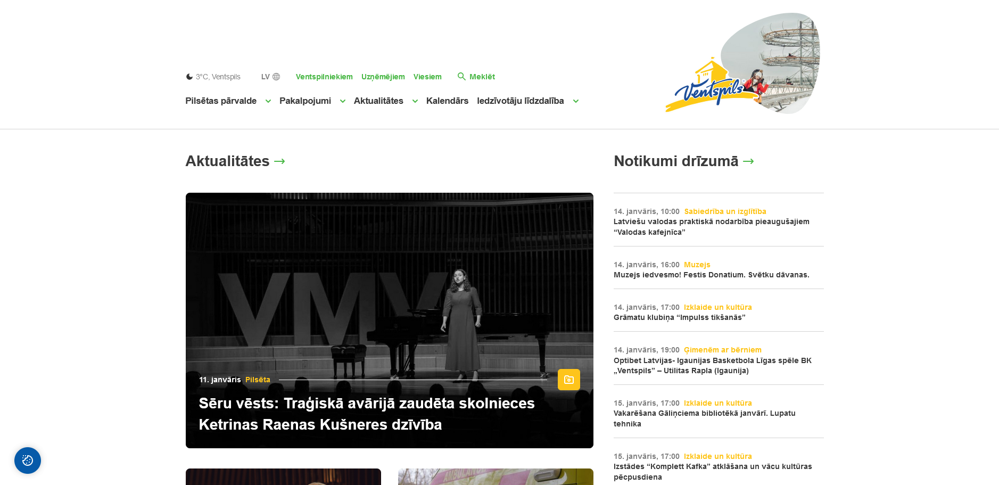 3°C, Ventspils
LV
Ventspilniekiem Uzņēmējiem Viesiem
Meklēt
Pilsētas pārvalde Pakalpojumi Aktualitātes Kalendārs Iedzīvotāju līdzdalība
Ventspils
Aktualitātes
VMV
11. janvāris Pilsēta
Sēru vēsts: Traģiskā avārijā zaudēta skolnieces
Ketrinas Raenas Kušneres dzīvība
AMBULANCE
Notikumi drīzumā
14. janvāris, 10:00 Sabiedrība un izglītība
Latviešu valodas praktiskā nodarbība pieaugušajiem
“Valodas kafejnīca”
14. janvāris, 16:00 Muzejs
Muzejs iedvesmo! Festis Donatium. Svētku dāvanas.
14. janvāris, 17:00 Izklaide un kultūra
Grāmatu klubiņa “Impulss tikšanās”
14. janvāris, 19:00 Ģimenēm ar bērniem
Optibet Latvijas- Igaunijas Basketbola Līgas spēle BK
„Ventspils” – Utilitas Rapla (Igaunija)
15. janvāris, 17:00 Izklaide un kultūra
Vakarēšana Gāliņciema bibliotēkā janvārī. Lupatu
tehnika
15. janvāris, 17:00 Izklaide un kultūra
Izstādes “Komplett Kafka” atklāšana un vācu kultūras
pēcpusdiena